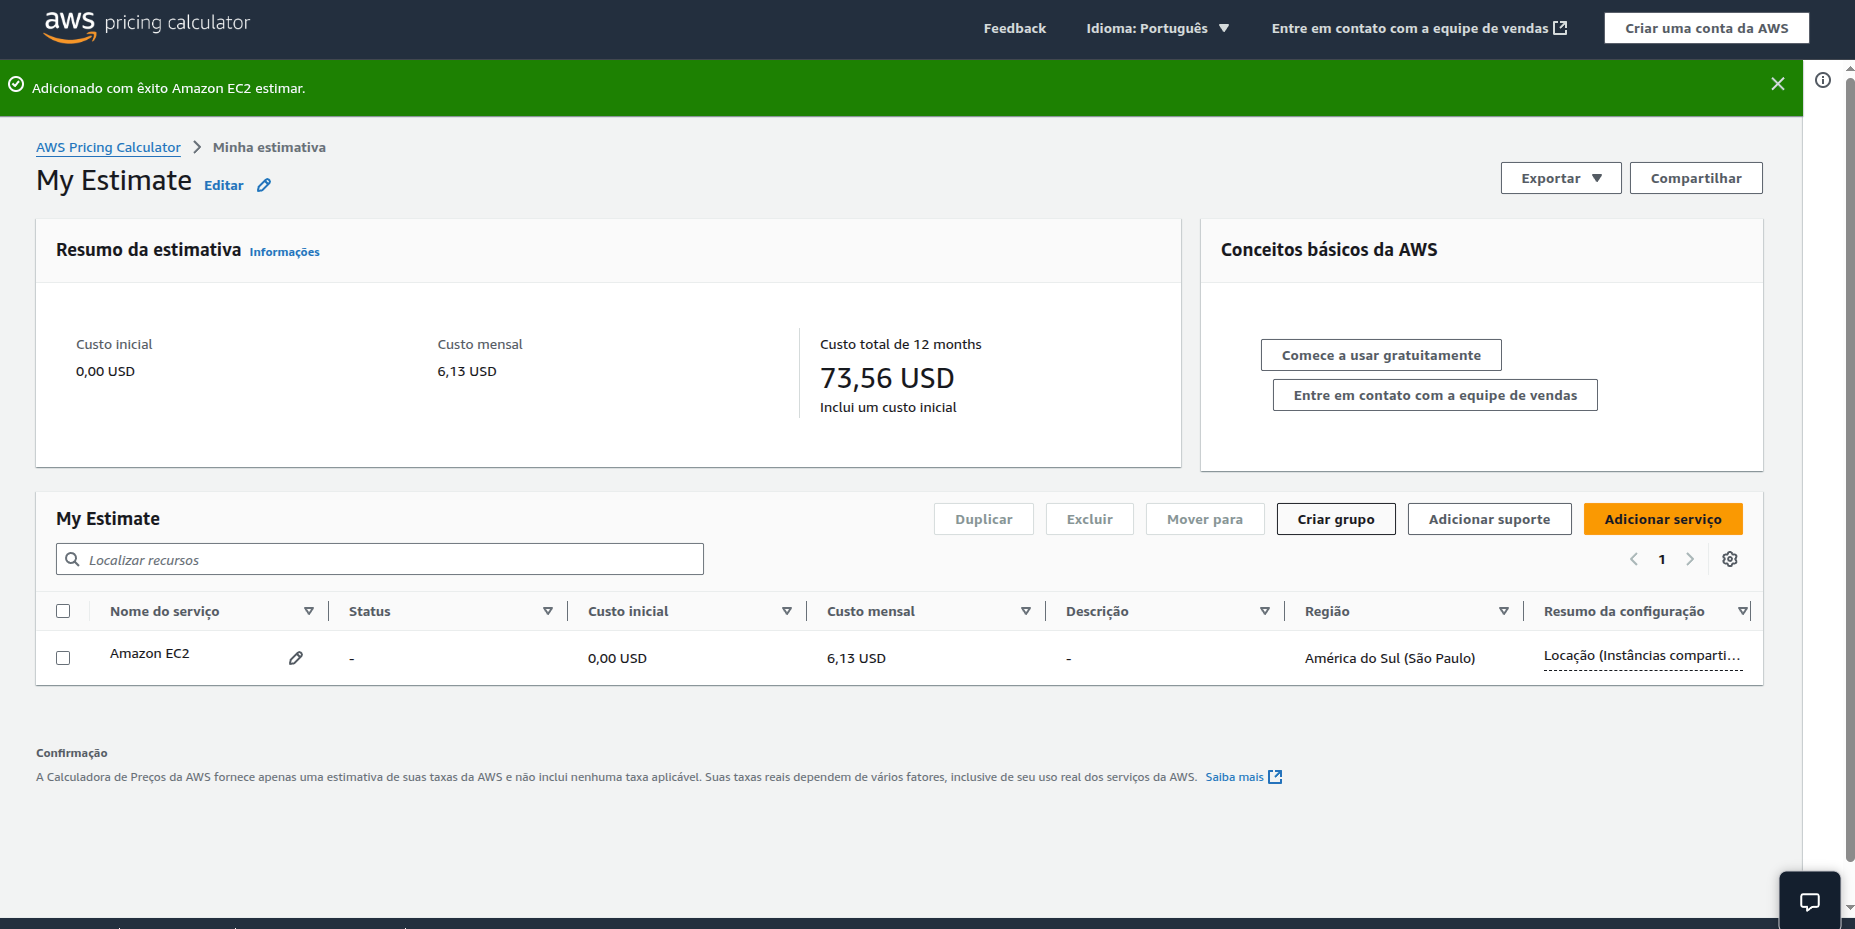 aws pricing calculator
Feedback
Idioma: Português
Entre em contato com a equipe de vendas
Criar uma conta da AWS
Adicionado com êxito Amazon EC2 estimar.
AWS Pricing Calculator
Minha estimativa
My Estimate
Editar
Exportar
Compartilhar
Resumo da estimativa
Informações
Custo inicial
0,00 USD
Custo mensal
6,13 USD
Custo total de 12 months
73,56 USD
Inclui um custo inicial
Conceitos básicos da AWS
Comece a usar gratuitamente
Entre em contato com a equipe de vendas
My Estimate
Duplicar
Excluir
Mover para
Criar grupo
Adicionar suporte
Adicionar serviço
Localizar recursos
1
Nome do serviço
Status
Custo inicial
Custo mensal
Descrição
Região
Resumo da configuração
Amazon EC2
-
0,00 USD
6,13 USD
-
América do Sul (São Paulo)
Locação (Instâncias comparti...
Confirmação
A Calculadora de Preços da AWS fornece apenas uma estimativa de suas taxas da AWS e não inclui nenhuma taxa aplicável. Suas taxas reais dependem de vários fatores, inclusive de seu uso real dos serviços da AWS. Saiba mais